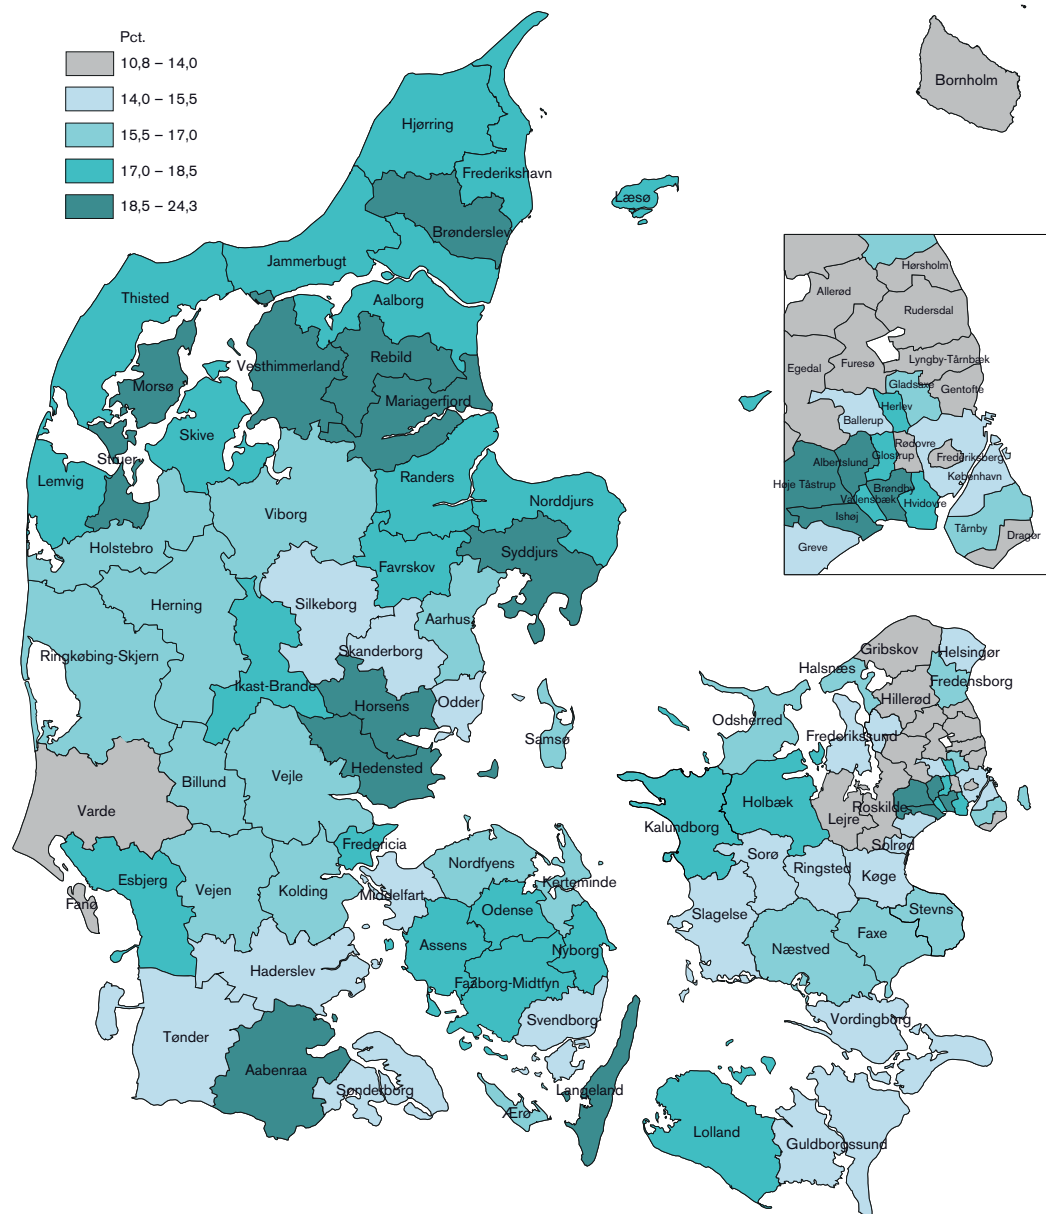 Pct.
10,8 – 14,0
14,0 – 15,5
15,5 – 17,0
17,0 – 18,5
18,5 – 24,3
Bornholm
Hjørring
Frederikshavn
Læsø
Brønderslev
Jammerbugt
Thisted
Aalborg
Rebild
Vesthimmerland
Morsø
Mariagerfjord
Skive
Struer
Lemvig
Randers
Norddjurs
Viborg
Holstebro
Syddjurs
Favrskov
Herning
Silkeborg
Aarhus
Skanderborg
Ringkøbing-Skjern
Ikast-Brande
Horsens
Odder
Samsø
Hedensted
Vejle
Billund
Varde
Fredericia
Esbjerg
Vejen
Kolding
Fanø
Middelfart
Nordfyens
Kerteminde
Odense
Assens
Nyborg
Faaborg-Midtfyn
Haderslev
Svendborg
Tønder
Aabenraa
Sønderborg
Langeland
Ærø
Hørsholm
Allerød
Rudersdal
Lyngby-Tårnbæk
Egedal
Furesø
Gladsaxe
Gentofte
Herlev
Ballerup
Rødovre
Glostrup
Frederiksberg
Albertslund
København
Høje Tåstrup
Brøndby
Vallensbæk
Hvidovre
Ishøj
Tårnby
Dragør
Greve
Gribskov
Helsingør
Halsnæs
Fredensborg
Hillerød
Odsherred
Frederikssund
Holbæk
Roskilde
Lejre
Kalundborg
Solrød
Sorø
Ringsted
Køge
Slagelse
Stevns
Faxe
Næstved
Vordingborg
Lolland
Guldborgssund